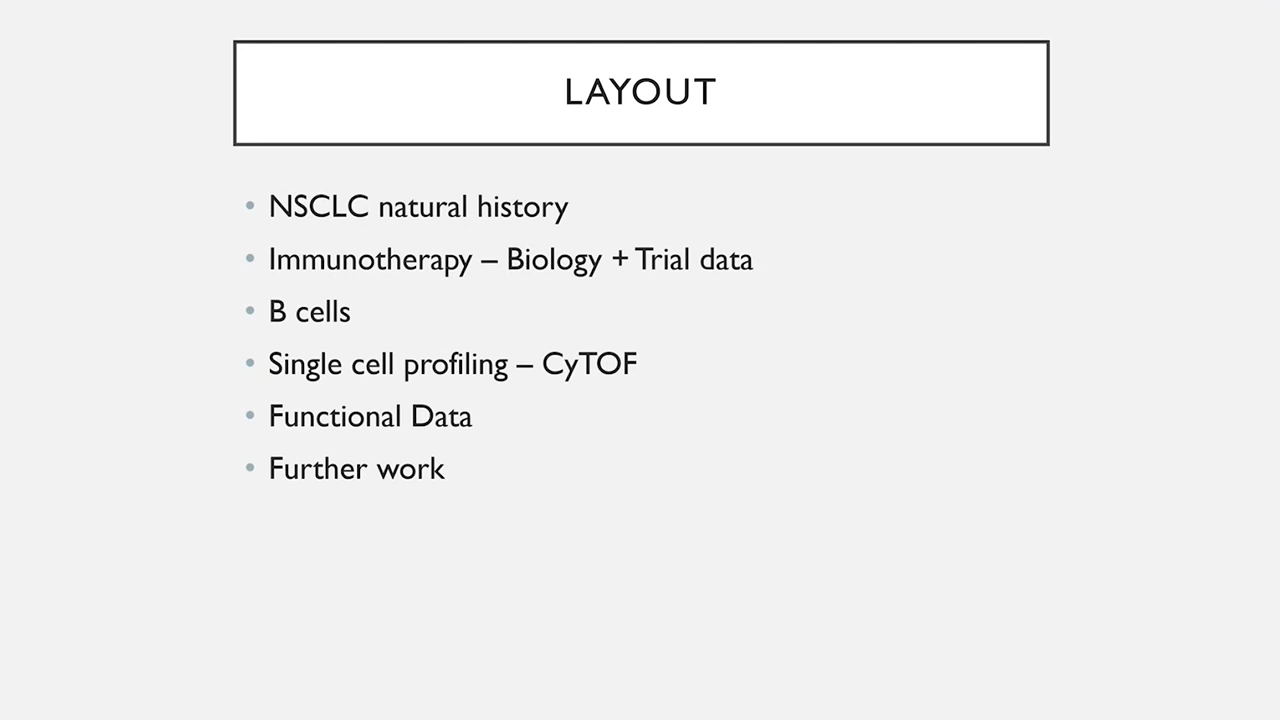 LAYOUT
• NSCLC natural history
• Immunotherapy – Biology + Trial data
• B cells
• Single cell profiling – CyTOF
• Functional Data
• Further work